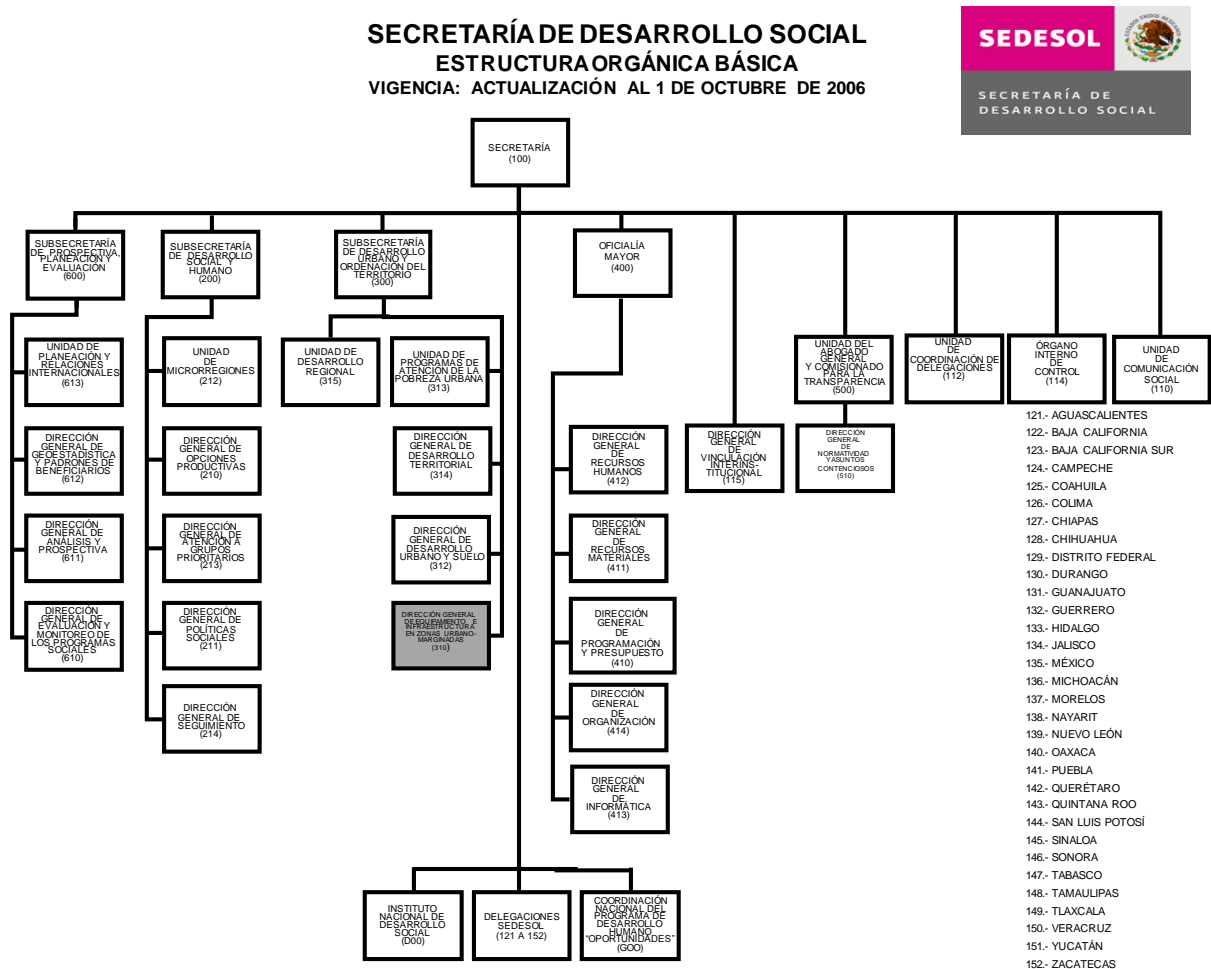 SECRETARÍA DE DESARROLLO SOCIAL
ESTRUCTURA ORGÁNICA BÁSICA
VIGENCIA: ACTUALIZACIÓN AL 1 DE OCTUBRE DE 2006
SEDESOL
ESTADOS UNIDOS MEXICANOS
SECRETARÍA DE
DESARROLLO SOCIAL
SECRETARÍA
(100)
SUBSECRETARÍA
DE PROSPECTIVA,
PLANEACIÓN Y
EVALUACIÓN
(600)
SUBSECRETARÍA
DE DESARROLLO
SOCIAL Y
HUMANO
(200)
SUBSECRETARÍA
DE DESARROLLO
URBANO Y
ORDENACIÓN DEL
TERRITORIO
(300)
OFICIALÍA
MAYOR
(400)
UNIDAD DE
PLANEACIÓN Y
RELACIONES
INTERNACIONALES
(613)
UNIDAD
DE
MICRORREGIONES
(212)
UNIDAD DE
DESARROLLO
REGIONAL
(315)
UNIDAD DE
PROGRAMAS DE
ATENCIÓN DE LA
POBREZA URBANA
(313)
UNIDAD DEL
ABOGADO
GENERAL
Y COMISIONADO
PARA LA
TRANSPARENCIA
(500)
UNIDAD
DE
COORDINACIÓN DE
DELEGACIONES
(112)
ÓRGANO
INTERNO
DE
CONTROL
(114)
UNIDAD
DE
COMUNICACIÓN
SOCIAL
(110)
DIRECCIÓN
GENERAL DE
GEOESTADÍSTICA
Y PADRONES DE
BENEFICIARIOS
(612)
DIRECCIÓN
GENERAL DE
OPCIONES
PRODUCTIVAS
(210)
DIRECCIÓN
GENERAL DE
DESARROLLO
TERRITORIAL
(314)
DIRECCIÓN
GENERAL
DE
RECURSOS
HUMANOS
(412)
DIRECCIÓN
GENERAL
DE
VINCULACIÓN
INTERINS-
TITUCIONAL
(115)
DIRECCIÓN
GENERAL
DE
NORMATIVIDAD
Y ASUNTOS
CONTENCIOSOS
(510)
DIRECCIÓN
GENERAL DE
ANÁLISIS Y
PROSPECTIVA
(611)
DIRECCIÓN
GENERAL DE
ATENCIÓN A
GRUPOS
PRIORITARIOS
(213)
DIRECCIÓN
GENERAL DE
DESARROLLO
URBANO Y SUELO
(312)
DIRECCIÓN
GENERAL
DE
RECURSOS
MATERIALES
(411)
DIRECCIÓN
GENERAL DE
EVALUACIÓN Y
MONITOREO DE
LOS PROGRAMAS
SOCIALES
(610)
DIRECCIÓN
GENERAL DE
POLÍTICAS
SOCIALES
(211)
DIRECCIÓN GENERAL
DE EQUIPAMIENTO E
INFRAESTRUCTURA
EN ZONAS URBANO-
MARGINADAS
(310)
DIRECCIÓN
GENERAL
DE
PROGRAMACIÓN
Y PRESUPUESTO
(410)
DIRECCIÓN
GENERAL DE
SEGUIMIENTO
(214)
DIRECCIÓN
GENERAL
DE
ORGANIZACIÓN
(414)
DIRECCIÓN
GENERAL
DE
INFORMÁTICA
(413)
INSTITUTO
NACIONAL DE
DESARROLLO
SOCIAL
(D00)
DELEGACIONES
SEDESOL
(121 A 152)
COORDINACIÓN
NACIONAL DEL
PROGRAMA DE
DESARROLLO
HUMANO
"OPORTUNIDADES"
(GOO)
121.- AGUASCALIENTES
122.- BAJA CALIFORNIA
123.- BAJA CALIFORNIA SUR
124.- CAMPECHE
125.- COAHUILA
126.- COLIMA
127.- CHIAPAS
128.- CHIHUAHUA
129.- DISTRITO FEDERAL
130.- DURANGO
131.- GUANAJUATO
132.- GUERRERO
133.- HIDALGO
134.- JALISCO
135.- MÉXICO
136.- MICHOACÁN
137.- MORELOS
138.- NAYARIT
139.- NUEVO LEÓN
140.- OAXACA
141.- PUEBLA
142.- QUERÉTARO
143.- QUINTANA ROO
144.- SAN LUIS POTOSÍ
145.- SINALOA
146.- SONORA
147.- TABASCO
148.- TAMAULIPAS
149.- TLAXCALA
150.- VERACRUZ
151.- YUCATÁN
152.- ZACATECAS